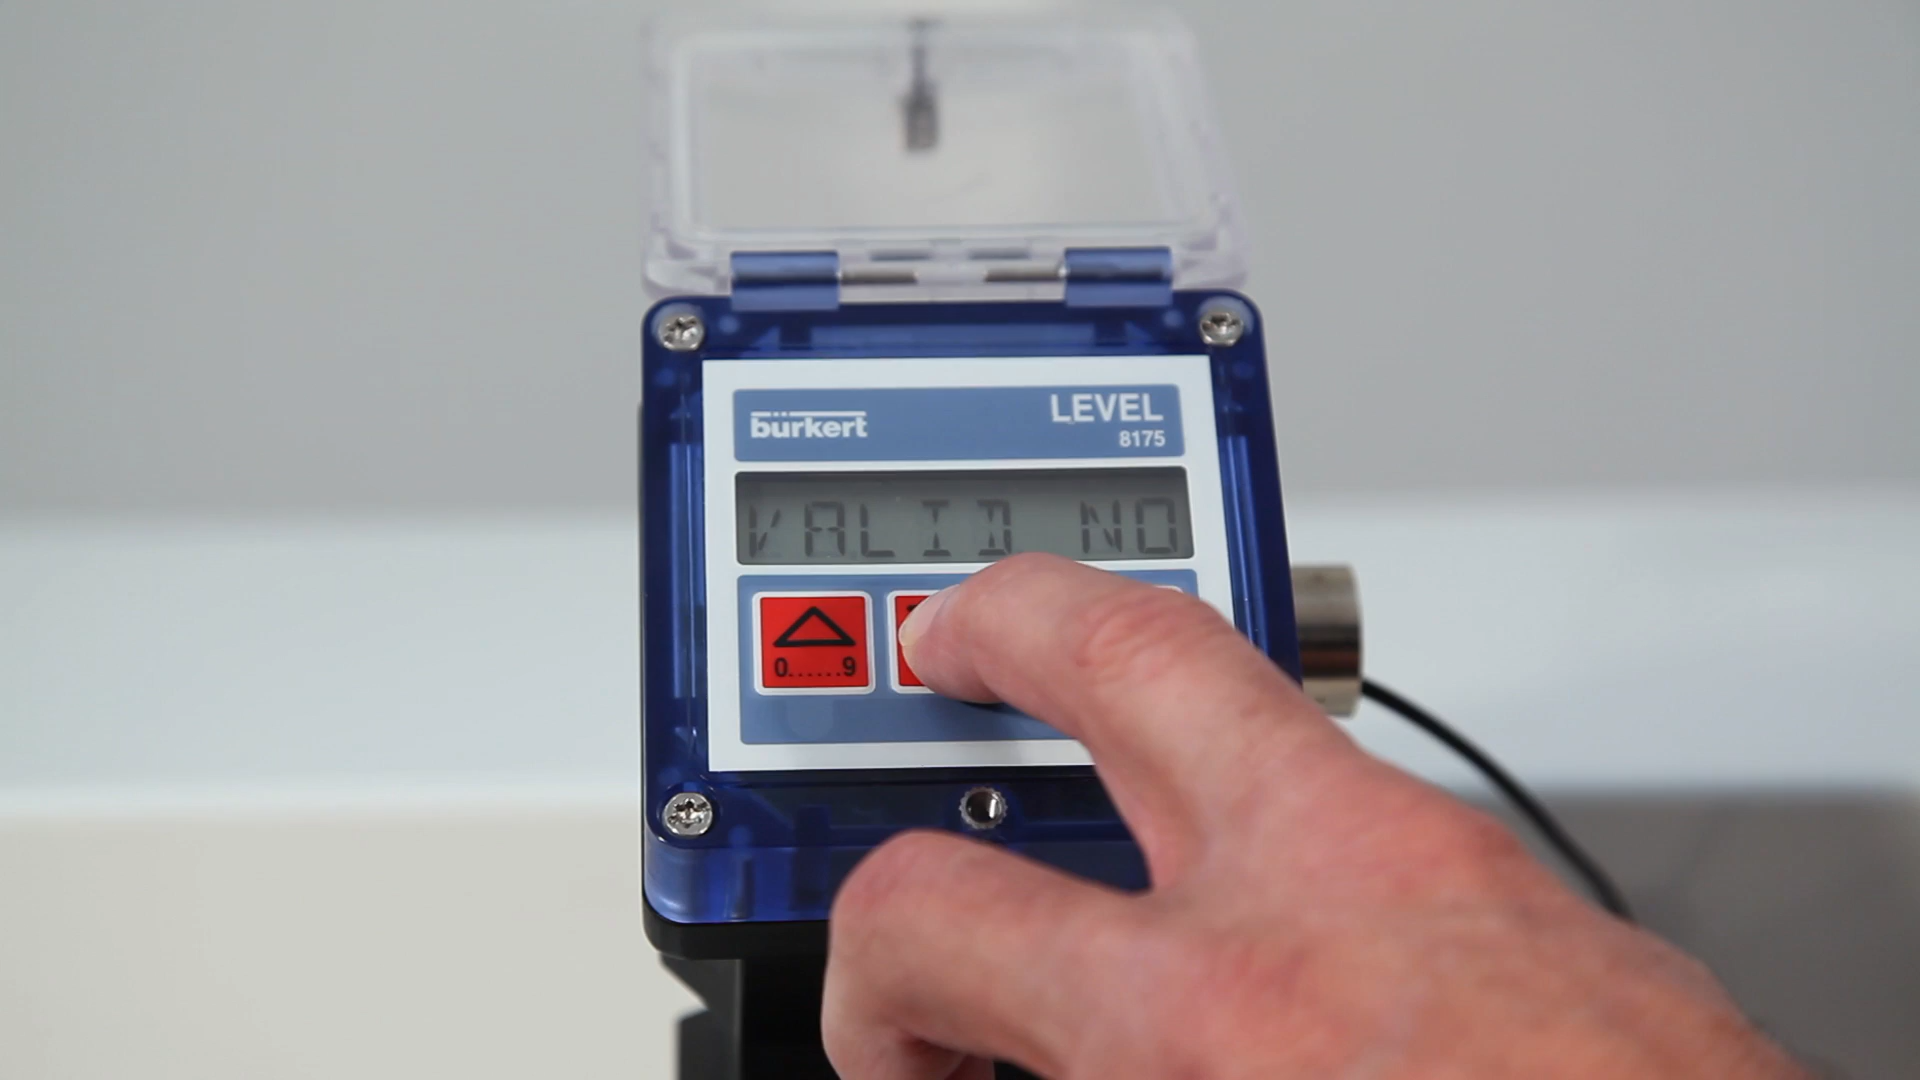 bürkert
LEVEL
8175
VALID NO
0......9